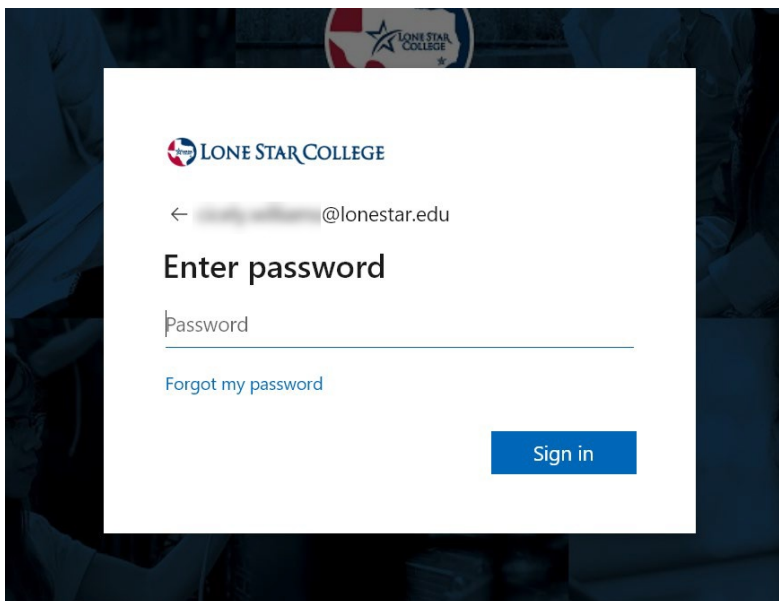 LONE STAR
COLLEGE
LONE STAR COLLEGE
← @lonestar.edu
Enter password
Password
Forgot my password
Sign in